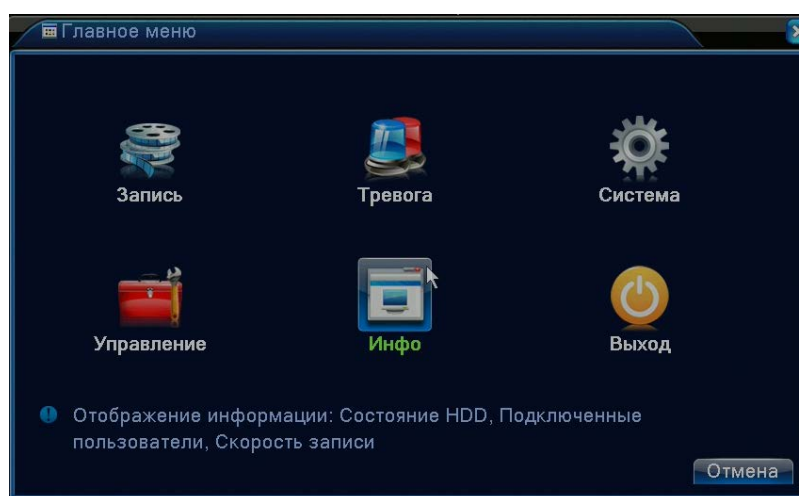 Главное меню
Запись Тревога Система
Управление Инфо Выход
Отображение информации: Состояние HDD, Подключенные
пользователи, Скорость записи
Отмена